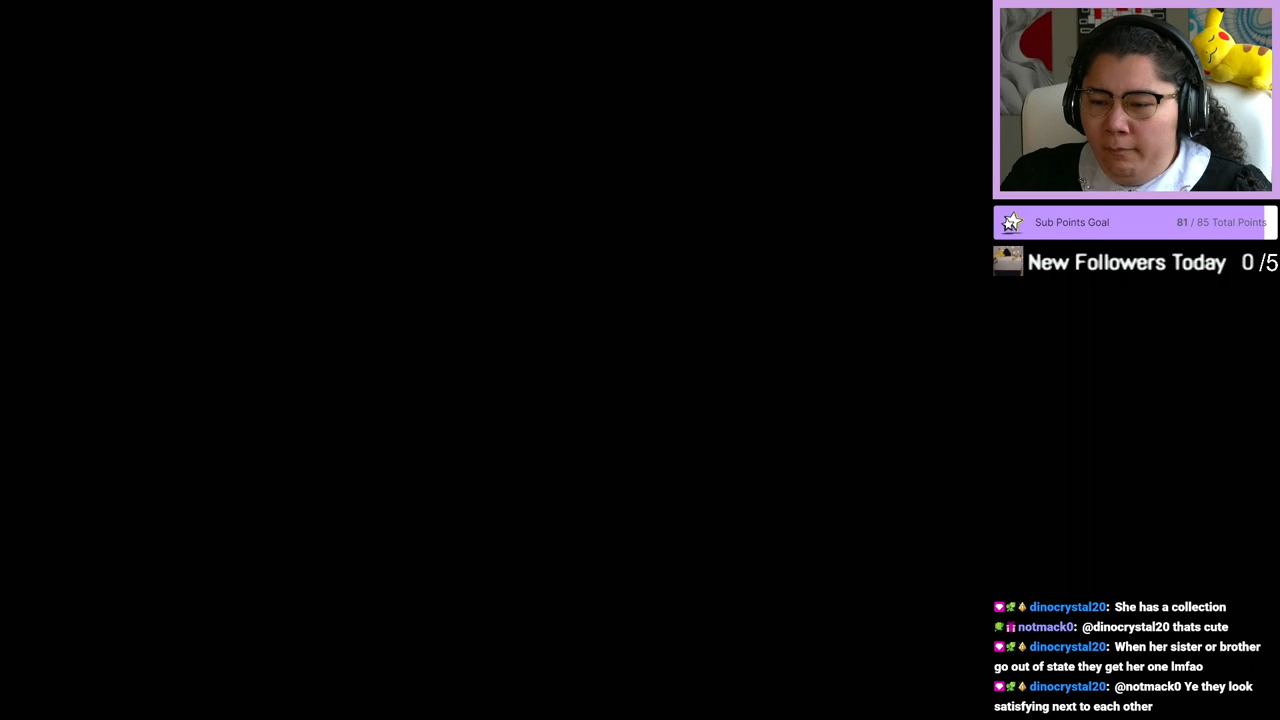 Sub Points Goal 81 / 85 Total Points
New Followers Today 0 /5
dinocrystal20: She has a collection
notmack0: @dinocrystal20 thats cute
dinocrystal20: When her sister or brother
go out of state they get her one lmfao
dinocrystal20: @notmack0 Ye they look
satisfying next to each other